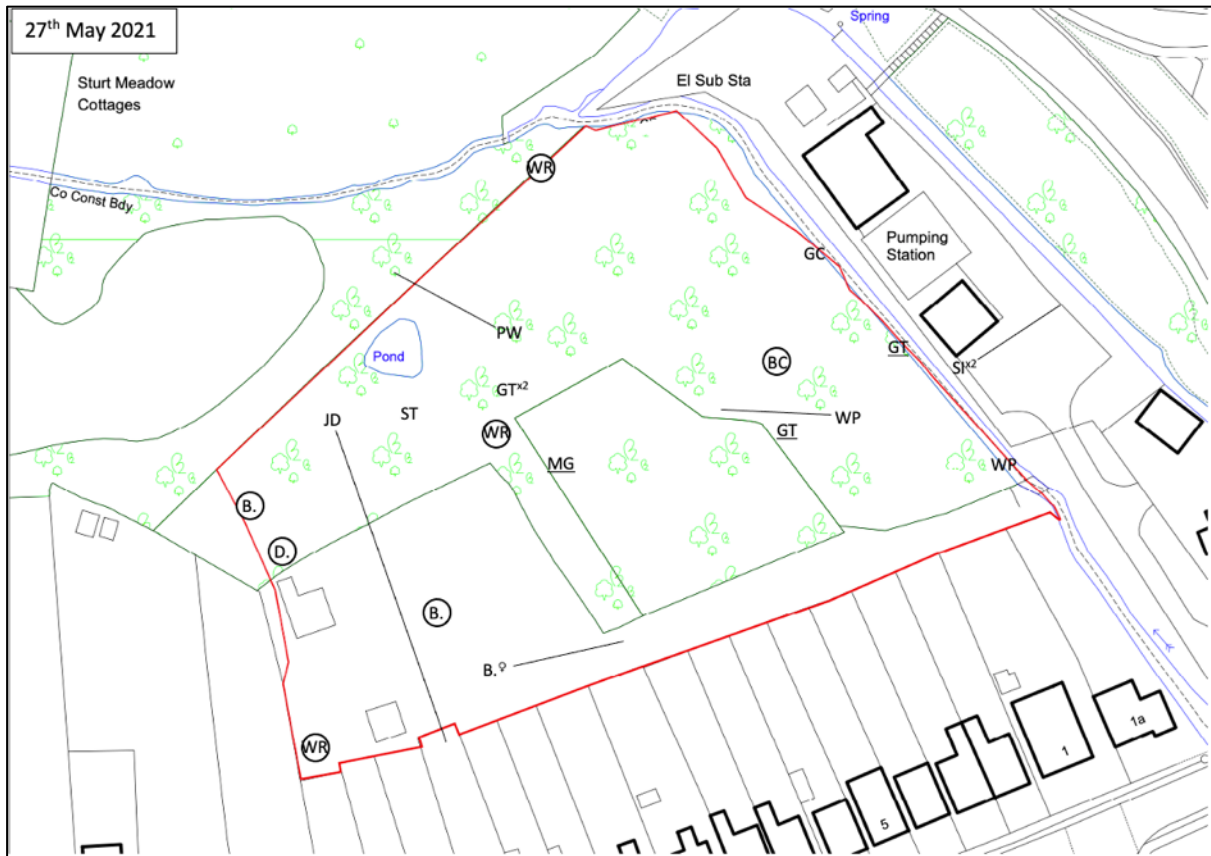 27th May 2021
Spring
Sturt Meadow
Cottages
El Sub Sta
WR
Co Const Bdy
Pumping
Station
GC
PW
Pond
BC
GT
SIx2
GTx2
JD
ST
WP
WR
GT
MG
WP
B.
D.
B.
B.♀
WR
1a
1
5